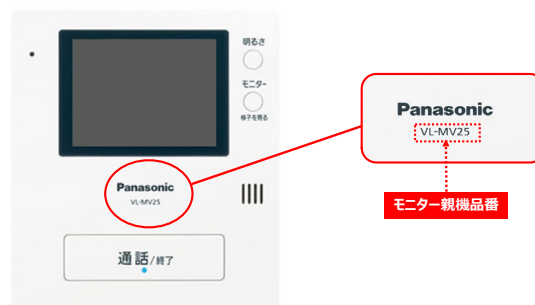 明るさ
モニター
様子を見る
Panasonic
VL-MV25
通話/終了
Panasonic
VL-MV25
モニター親機品番